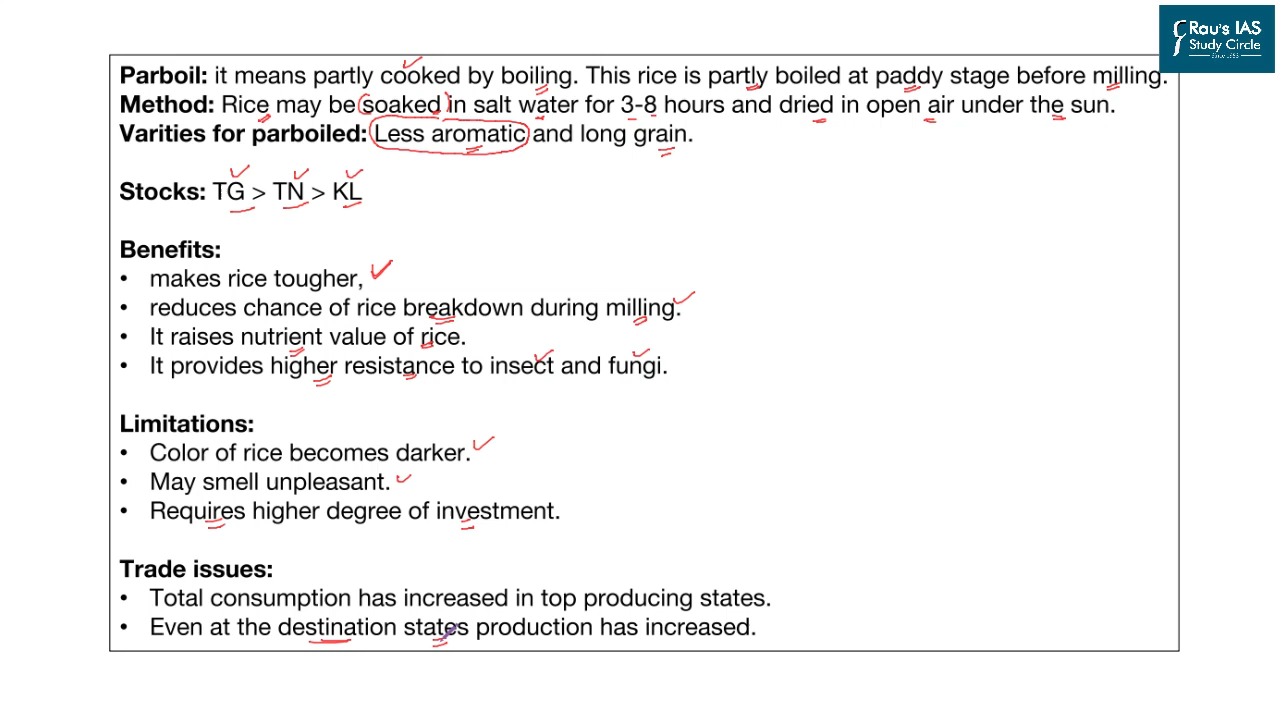 Rau's IAS
Study Circle
Parboil: it means partly cooked by boiling. This rice is partly boiled at paddy stage before milling.
Method: Rice may be soaked in salt water for 3-8 hours and dried in open air under the sun.
Varities for parboiled: Less aromatic and long grain.
Stocks: TG > TN > KL
Benefits:
• makes rice tougher,
• reduces chance of rice breakdown during milling.
• It raises nutrient value of rice.
• It provides higher resistance to insect and fungi.
Limitations:
• Color of rice becomes darker.
• May smell unpleasant.
• Requires higher degree of investment.
Trade issues:
• Total consumption has increased in top producing states.
• Even at the destination states production has increased.